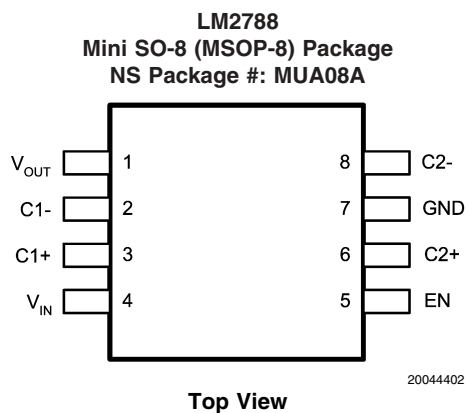 LM2788
Mini SO-8 (MSOP-8) Package
NS Package #: MUA08A
VOUT 1 8 C2-
C1- 2 7 GND
C1+ 3 6 C2+
VIN 4 5 EN
20044402
Top View